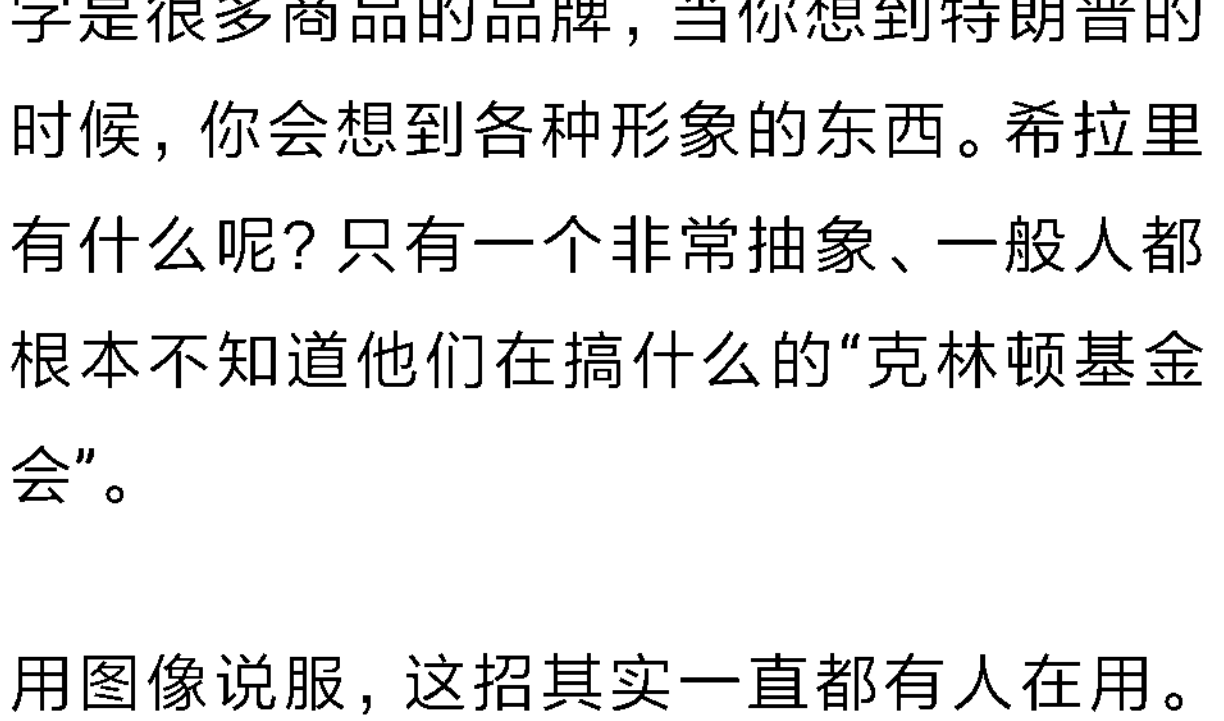 字是很多商品的品牌，当你想到特朗普的
时候，你会想到各种形象的东西。希拉里
有什么呢？只有一个非常抽象、一般人都
根本不知道他们在搞什么的“克林顿基金
会”。
用图像说服，这招其实一直都有人在用。